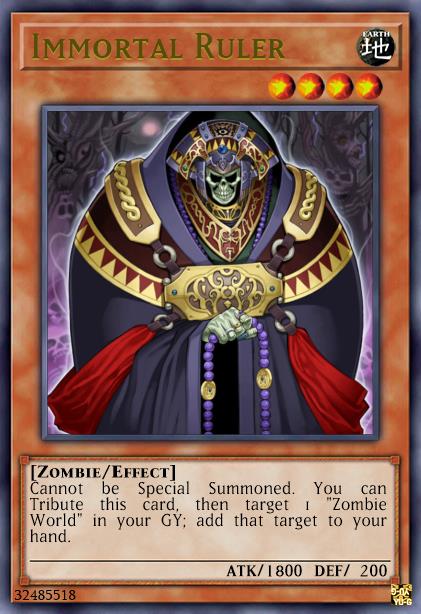 Immortal Ruler
EARTH
地
[Zombie/Effect]
Cannot be Special Summoned. You can
Tribute this card, then target 1 "Zombie
World" in your GY; add that target to your
hand.
ATK/1800 DEF/ 200
32485518